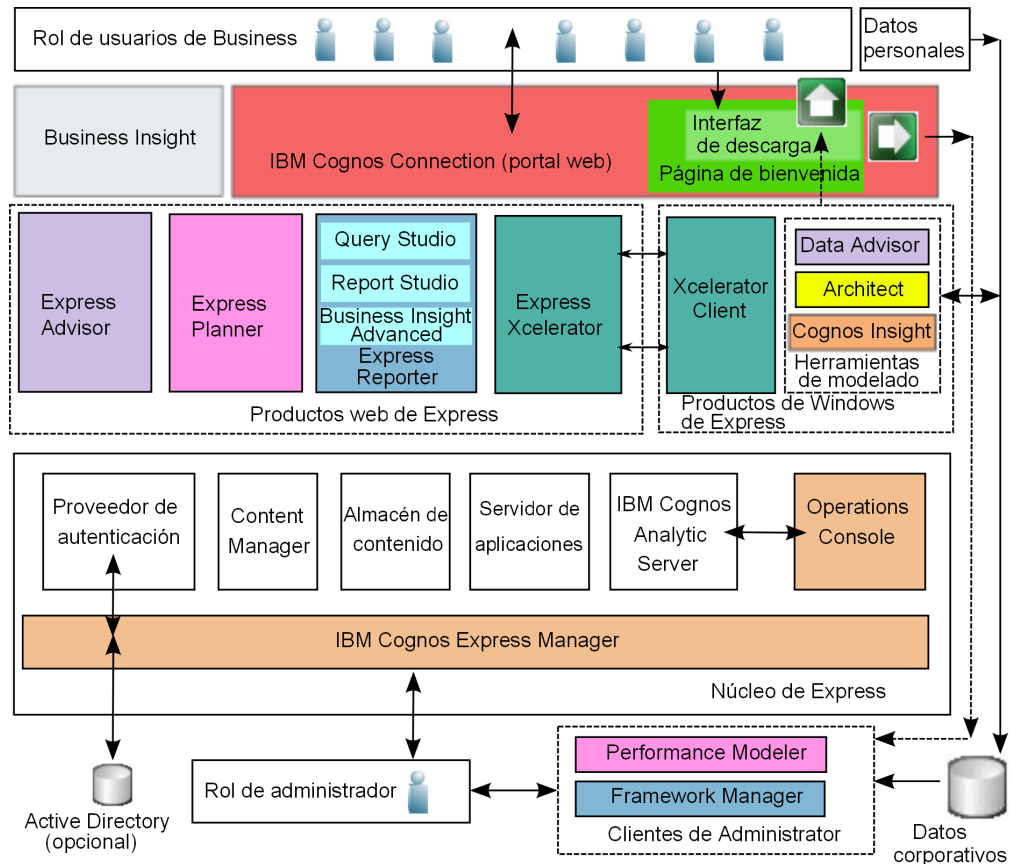 Rol de usuarios de Business
Datos
personales
Business Insight
IBM Cognos Connection (portal web)
Interfaz
de descarga
Página de bienvenida
Express
Advisor
Express
Planner
Query Studio
Report Studio
Business Insight
Advanced
Express
Reporter
Express
Xcelerator
Productos web de Express
Xcelerator
Client
Data Advisor
Architect
Cognos Insight
Herramientas
de modelado
Productos de Windows
de Express
Proveedor de
autenticación
Content
Manager
Almacén de
contenido
Servidor de
aplicaciones
IBM Cognos
Analytic
Server
Operations
Console
IBM Cognos Express Manager
Núcleo de Express
Active Directory
(opcional)
Rol de administrador
Performance Modeler
Framework Manager
Clientes de Administrator
Datos
corporativos